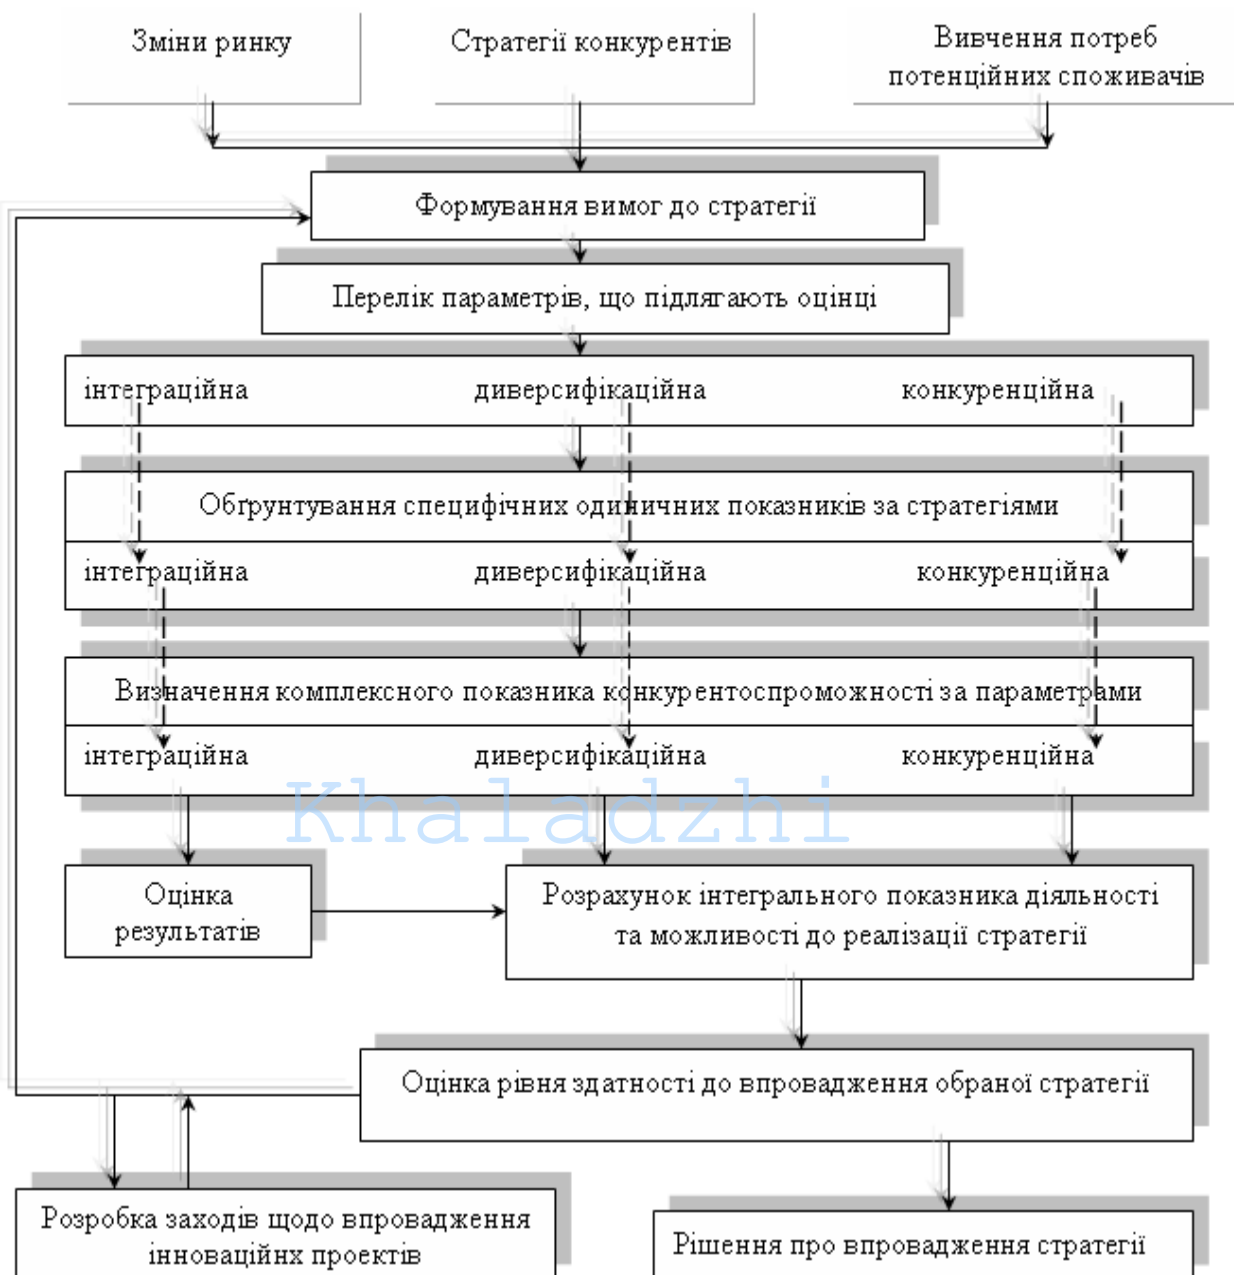 Зміни ринку
Стратегії конкурентів
Вивчення потреб
потенційних споживачів
Формування вимог до стратегії
Перелік параметрів, що підлягають оцінці
інтеграційна диверсифікаційна конкуренційна
Обґрунтування специфічних одиничних показників за стратегіями
інтеграційна диверсифікаційна конкуренційна
Визначення комплексного показника конкурентоспроможності за параметрами
інтеграційна диверсифікаційна конкуренційна
Khaladzhi
Оцінка
результатів
Розрахунок інтегрального показника діяльності
та можливості до реалізації стратегії
Оцінка рівня здатності до впровадження обраної стратегії
Розробка заходів щодо впровадження
інноваційнх проектів
Рішення про впровадження стратегії